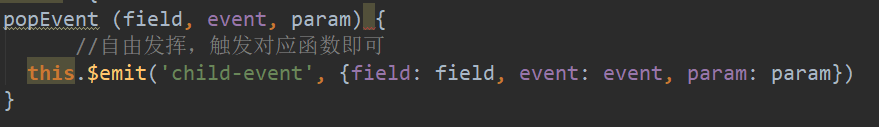 popEvent (field, event, param) {
//自由发挥，触发对应函数即可
this.$emit('child-event', {field: field, event: event, param: param})
}